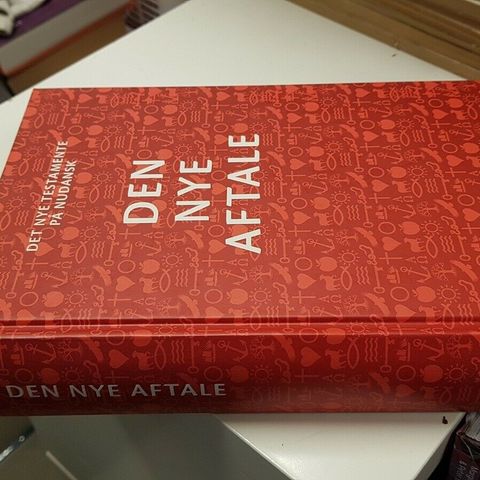 DET NYE TESTAMENTE
PÅ NUDANSK
DEN
NYE
AFTALE
DEN NYE AFTALE